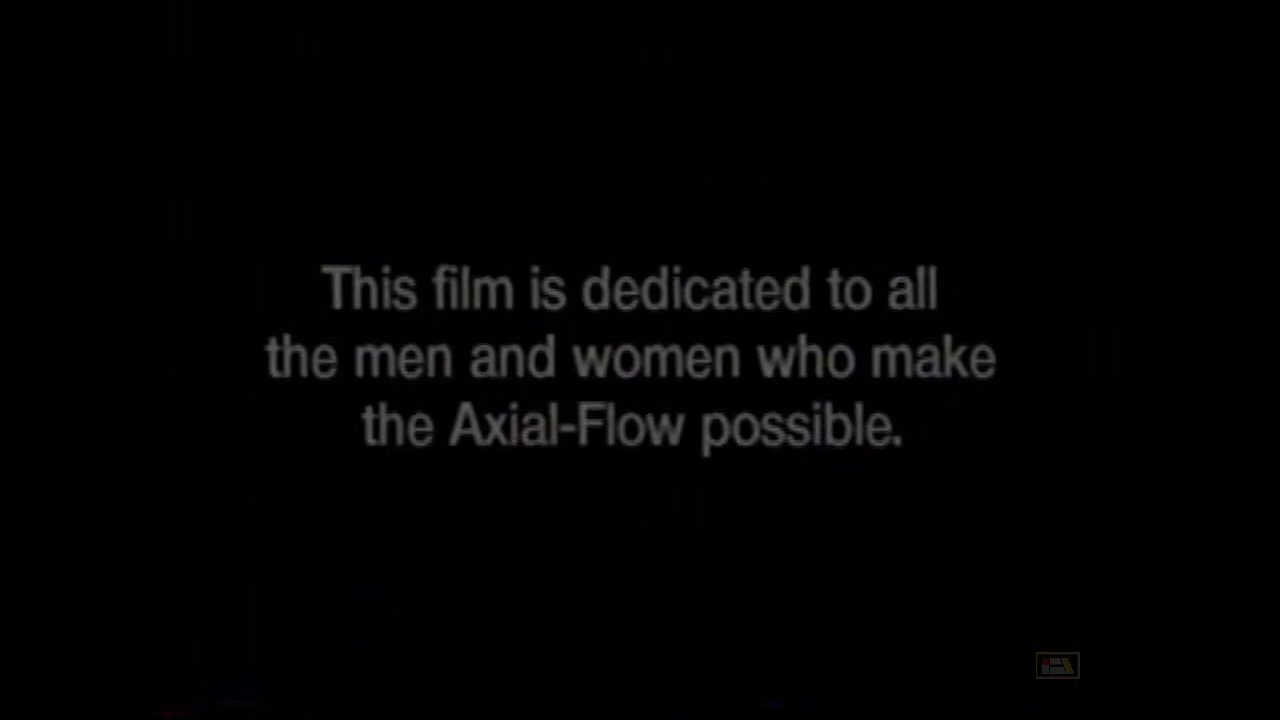 This film is dedicated to all
the men and women who make
the Axial-Flow possible.